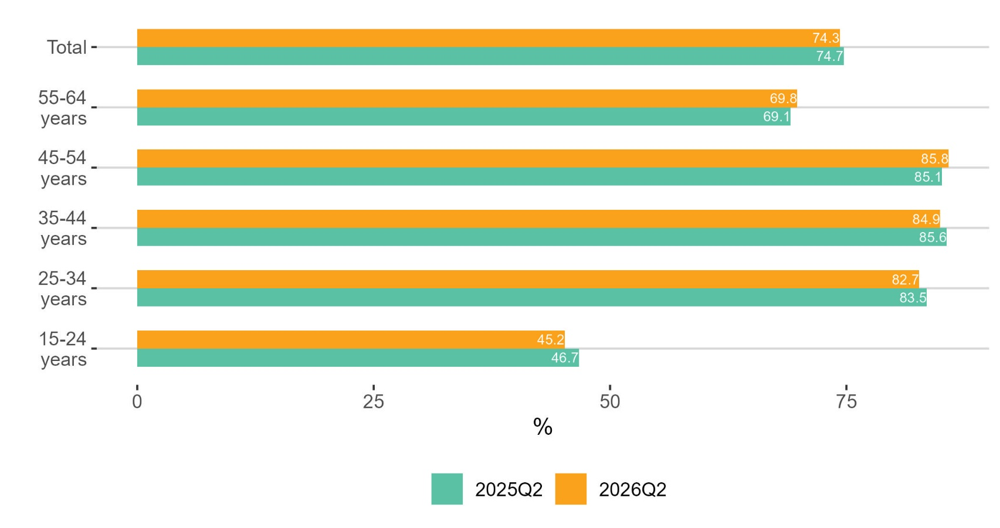 Total
74.3
74.7
55-64
years
69.8
69.1
45-54
years
85.8
85.1
35-44
years
84.9
85.6
25-34
years
82.7
83.5
15-24
years
45.2
46.7
0 25 50 75
%
2025Q2 2026Q2